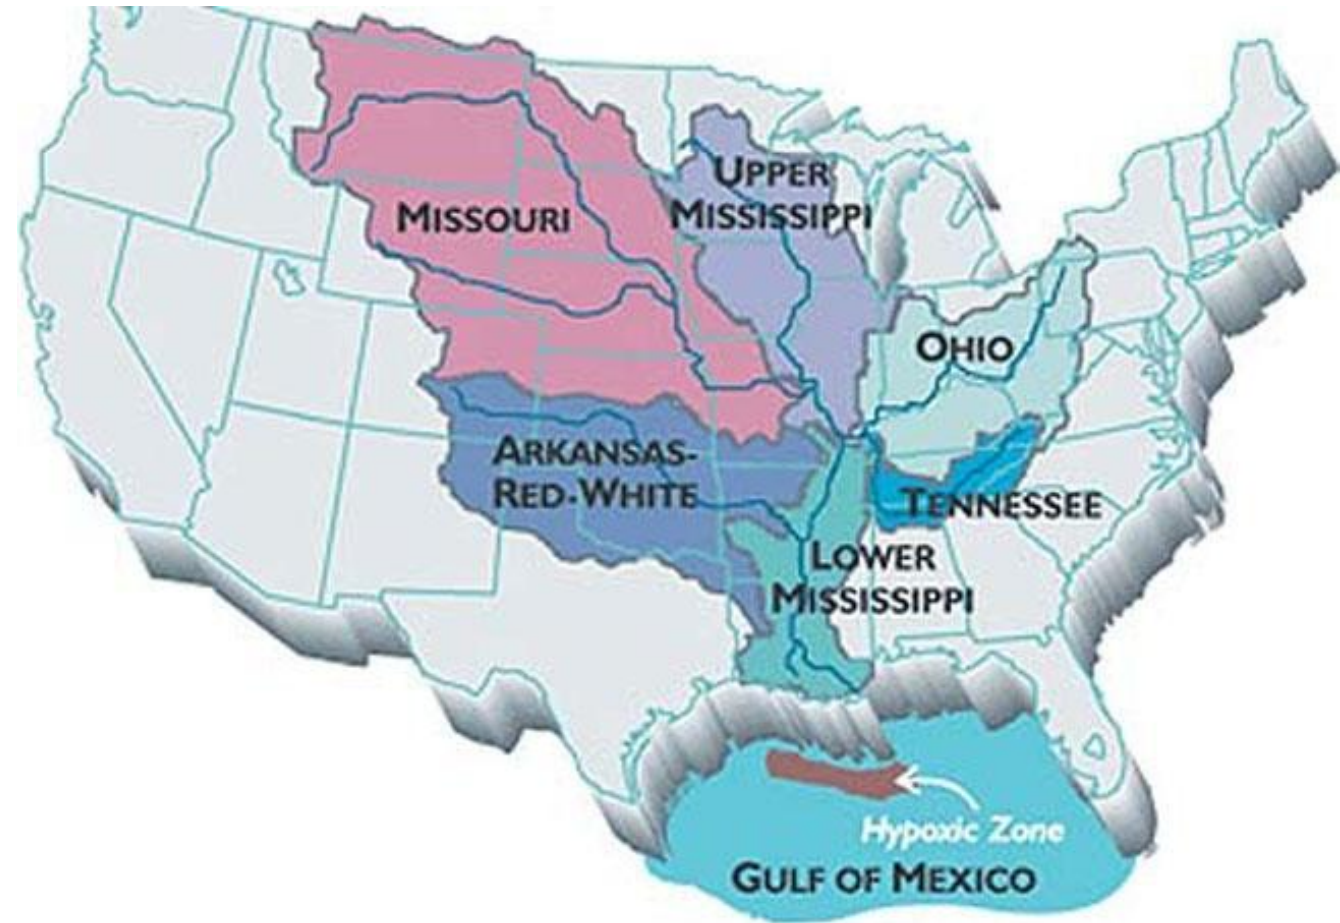 UPPER
MISSISSIPPI
MISSOURI
OHIO
ARKANSAS-
RED-WHITE
TENNESSEE
LOWER
MISSISSIPPI
Hypoxic Zone
GULF OF MEXICO